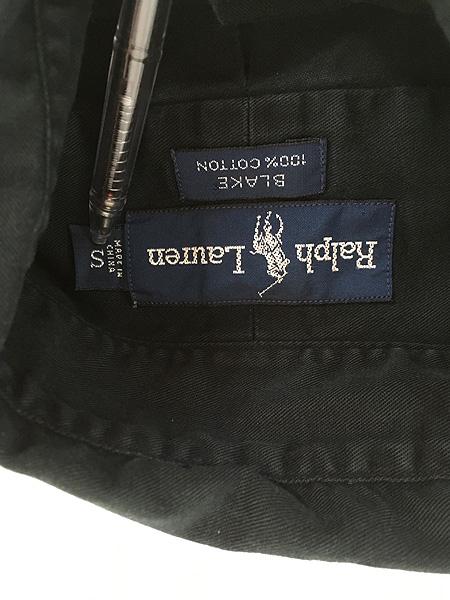 Ralph Lauren
S
MADE IN
CHINA
BLAKE
100% COTTON